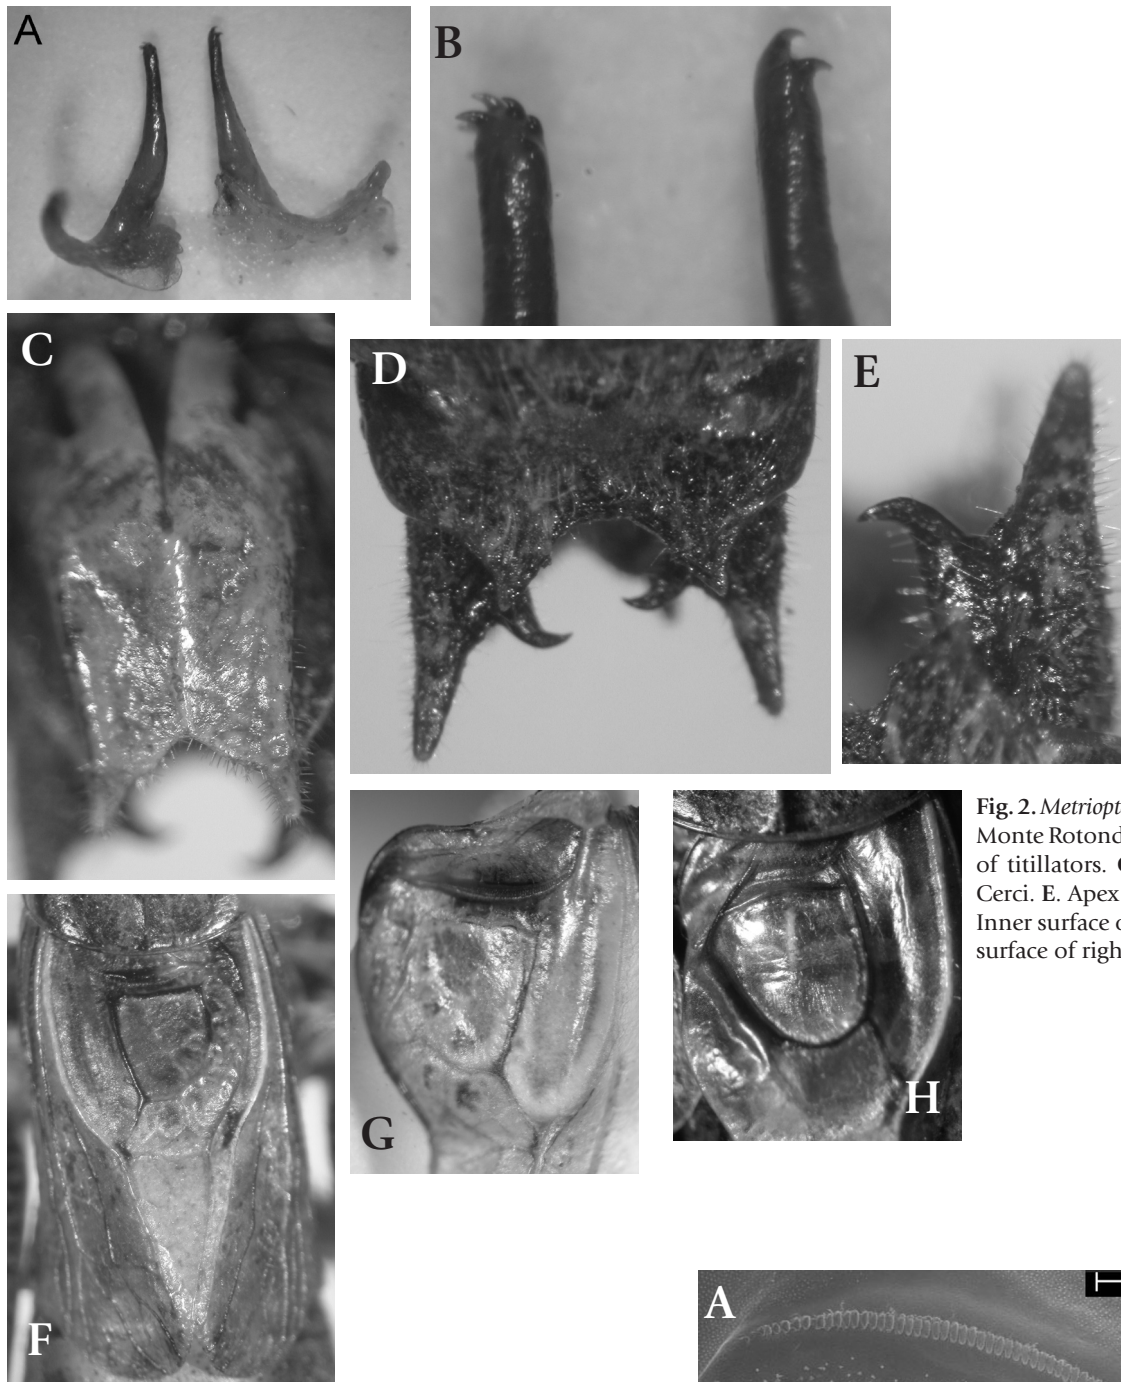 A
B
C
D
E
Fig. 2. Metriopt
Monte Rotond
of titillators. C
Cerci. E. Apex
Inner surface o
surface of righ
G
H
F
A